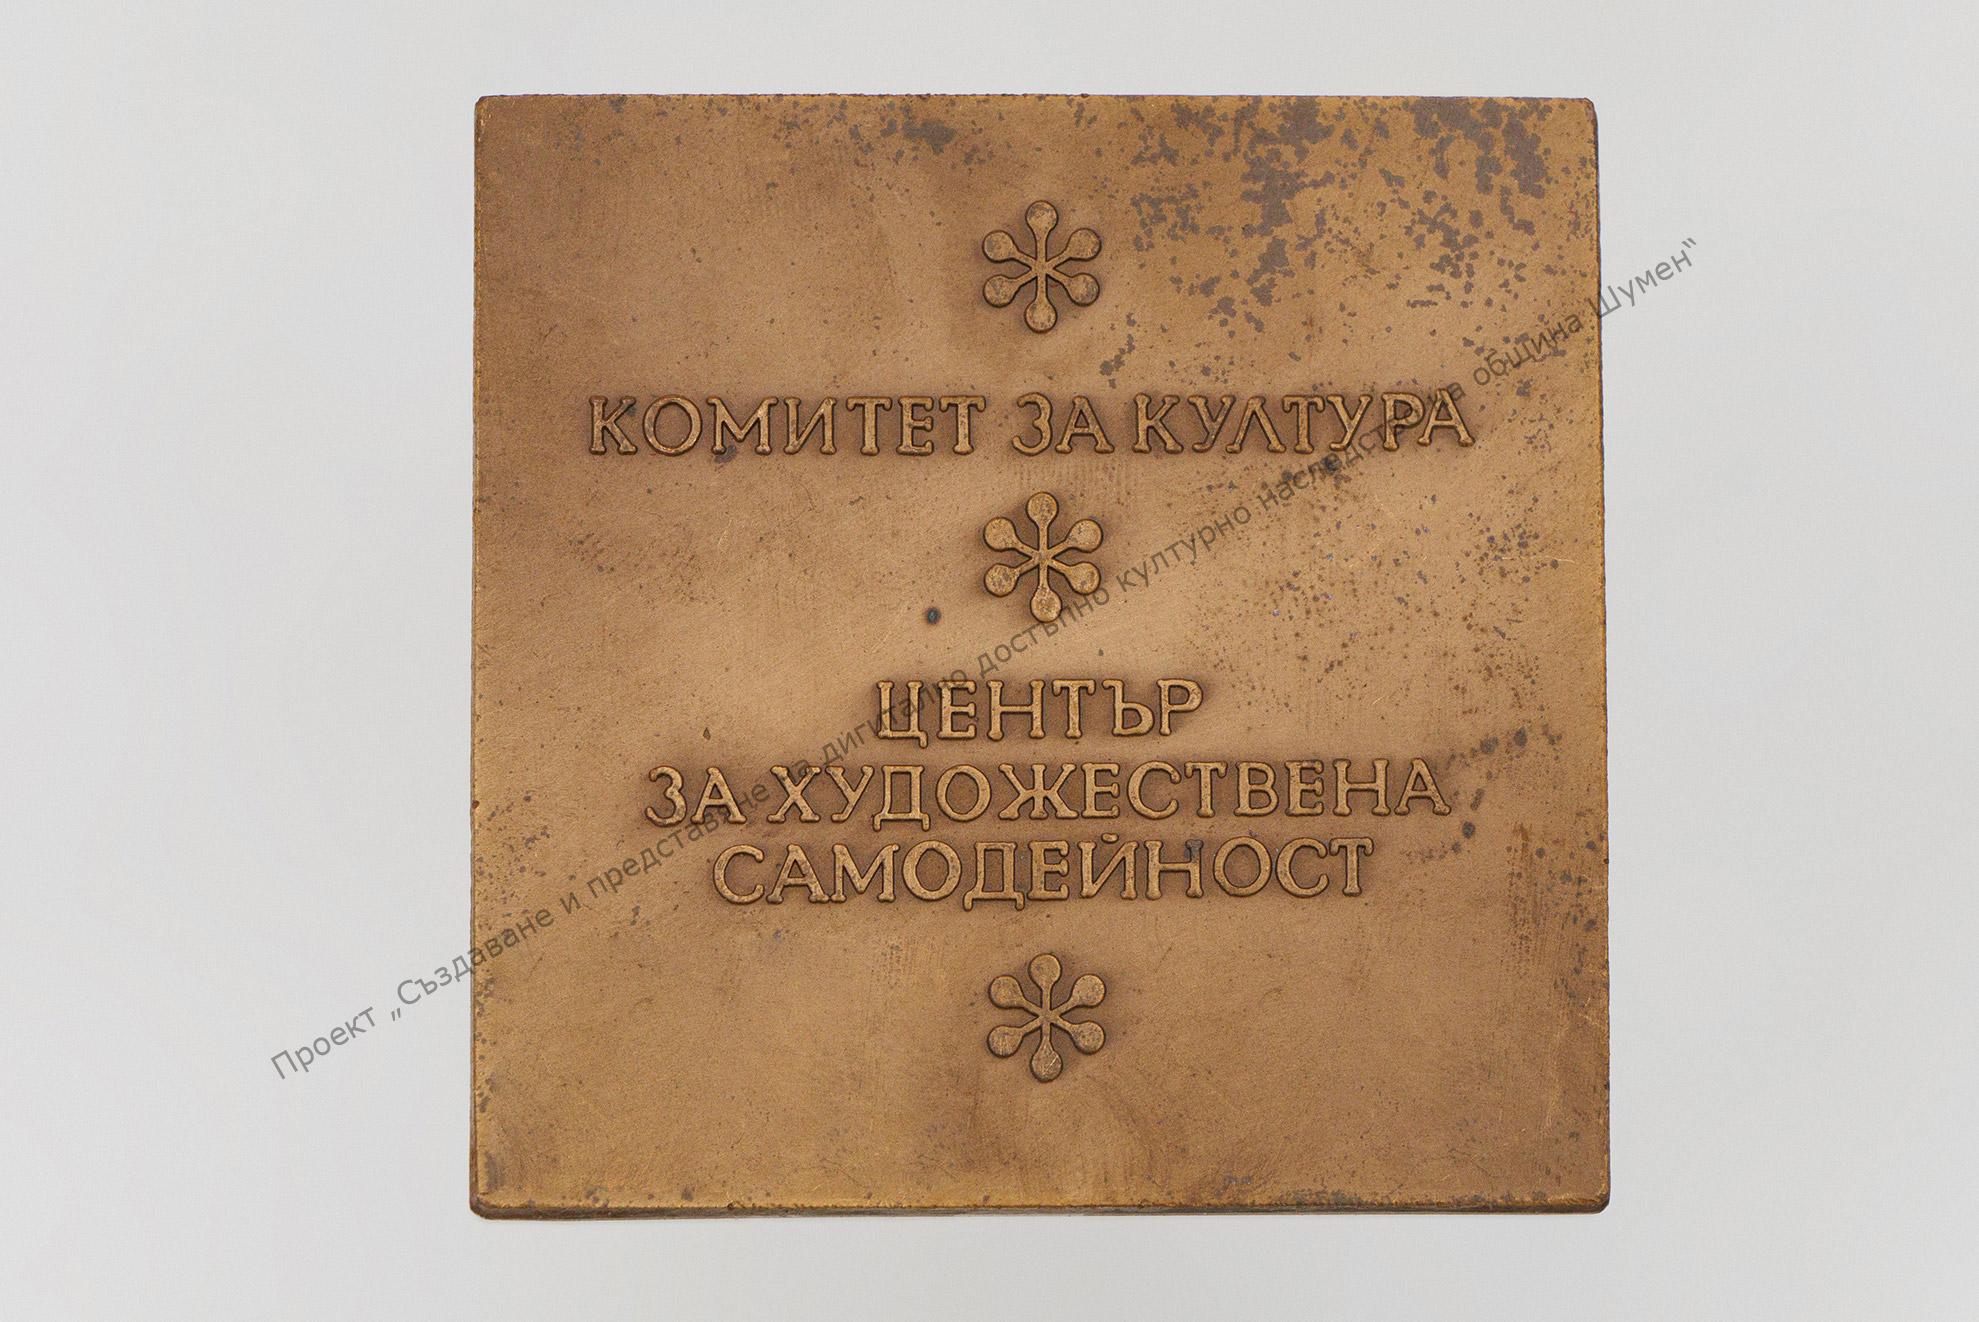 КОМИТЕТ ЗА КУЛТУРА
ЦЕНТЪР
ЗА ХУДОЖЕСТВЕНА
САМОДЕЙНОСТ
Проект „Създаване и представяне на дигитално достъпно културно наследство на община Шумен“